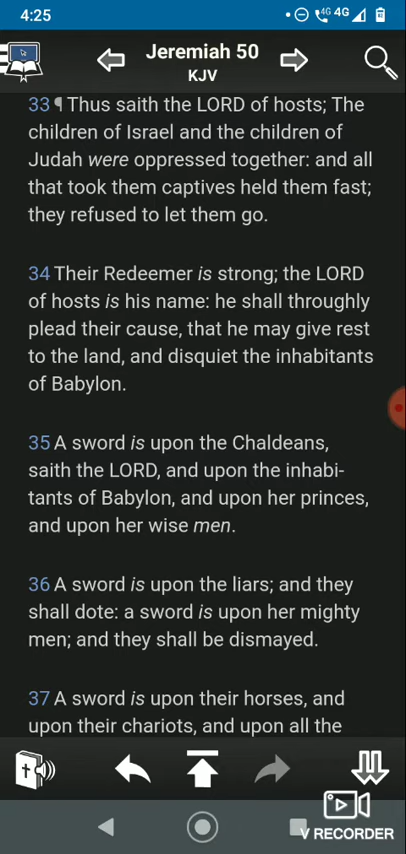 4:25
4G 4G
Jeremiah 50
KJV
33 ¶ Thus saith the LORD of hosts; The
children of Israel and the children of
Judah were oppressed together: and all
that took them captives held them fast;
they refused to let them go.
34 Their Redeemer is strong; the LORD
of hosts is his name: he shall throughly
plead their cause, that he may give rest
to the land, and disquiet the inhabitants
of Babylon.
35 A sword is upon the Chaldeans,
saith the LORD, and upon the inhabi-
tants of Babylon, and upon her princes,
and upon her wise men.
36 A sword is upon the liars; and they
shall dote: a sword is upon her mighty
men; and they shall be dismayed.
37 A sword is upon their horses, and
upon their chariots, and upon all the
V RECORDER